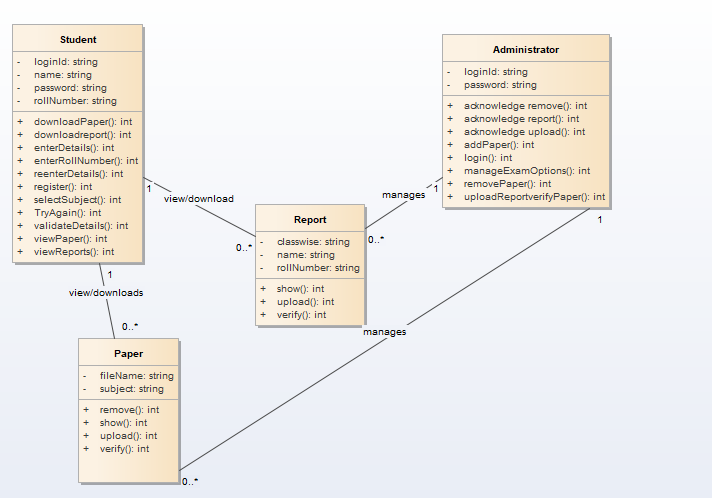 Student
- loginId: string
- name: string
- password: string
- rollNumber: string
+ downloadPaper(): int
+ downloadreport(): int
+ enterDetails(): int
+ enterRollNumber(): int
+ reenterDetails(): int
+ register(): int
+ selectSubject(): int
+ TryAgain(): int
+ validateDetails(): int
+ viewPaper(): int
+ viewReports(): int
Administrator
- loginId: string
- password: string
+ acknowledge remove(): int
+ acknowledge report(): int
+ acknowledge upload(): int
+ addPaper(): int
+ login(): int
+ manageExamOptions(): int
+ removePaper(): int
+ uploadReportverifyPaper(): int
1
view/download
0..*
manages
1
0..*
Report
- classwise: string
- name: string
- rollNumber: string
+ show(): int
+ upload(): int
+ verify(): int
1
view/downloads
0..*
1
manages
0..*
Paper
- fileName: string
- subject: string
+ remove(): int
+ show(): int
+ upload(): int
+ verify(): int